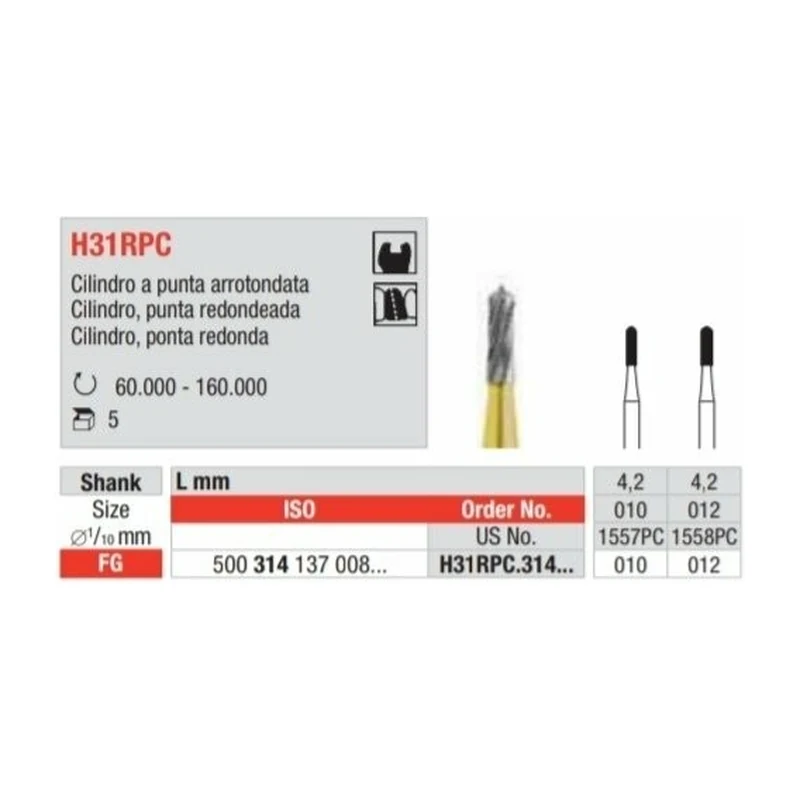 H31RPC
Cilindro a punta arrotondata
Cilindro, punta redondeada
Cilindro, ponta redonda
60.000 - 160.000
5
Shank L mm 4,2 4,2
Size ISO Order No. 010 012
⌀1/10 mm US No. 1557PC 1558PC
FG 500 314 137 008... H31RPC.314... 010 012